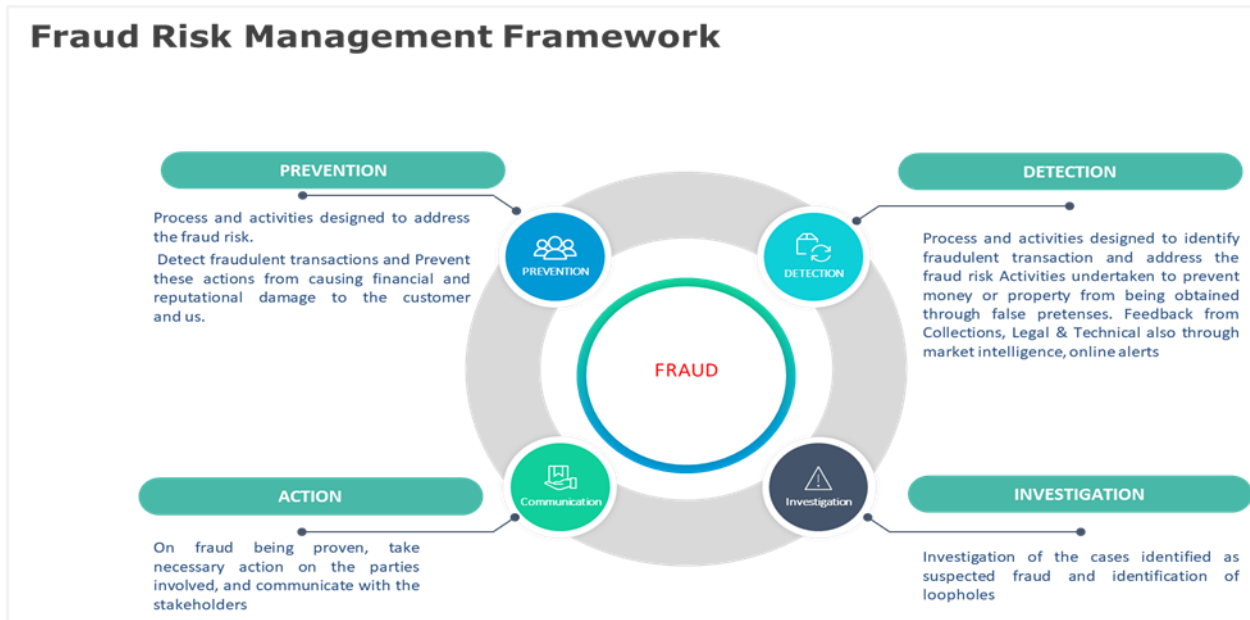 Fraud Risk Management Framework
PREVENTION
Process and activities designed to address
the fraud risk.
Detect fraudulent transactions and Prevent
these actions from causing financial and
reputational damage to the customer
and us.
DETECTION
Process and activities designed to identify
fraudulent transaction and address the
fraud risk Activities undertaken to prevent
money or property from being obtained
through false pretenses. Feedback from
Collections, Legal & Technical also through
market intelligence, online alerts
PREVENTION
DETECTION
FRAUD
Communication
Investigation
ACTION
On fraud being proven, take
necessary action on the parties
involved, and communicate with the
stakeholders
INVESTIGATION
Investigation of the cases identified as
suspected fraud and identification of
loopholes